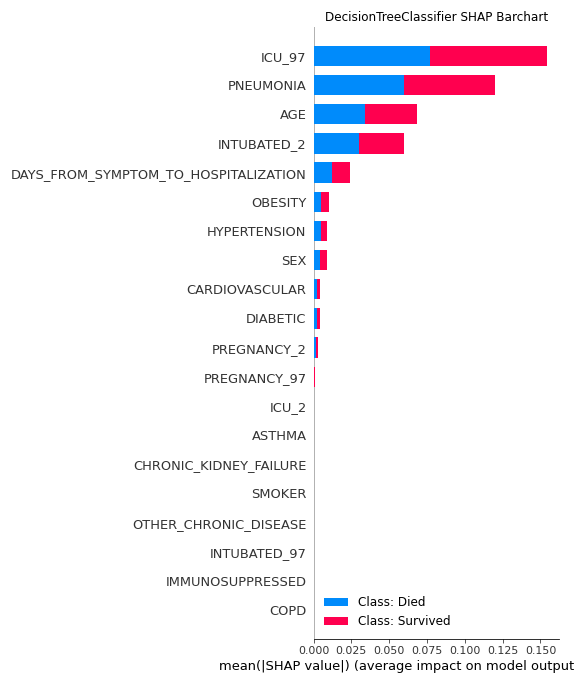 DecisionTreeClassifier SHAP Barchart
ICU_97
PNEUMONIA
AGE
INTUBATED_2
DAYS_FROM_SYMPTOM_TO_HOSPITALIZATION
OBESITY
HYPERTENSION
SEX
CARDIOVASCULAR
DIABETIC
PREGNANCY_2
PREGNANCY_97
ICU_2
ASTHMA
CHRONIC_KIDNEY_FAILURE
SMOKER
OTHER_CHRONIC_DISEASE
INTUBATED_97
IMMUNOSUPPRESSED
COPD
Class: Died
Class: Survived
0.000 0.025 0.050 0.075 0.100 0.125 0.150
mean(|SHAP value|) (average impact on model output